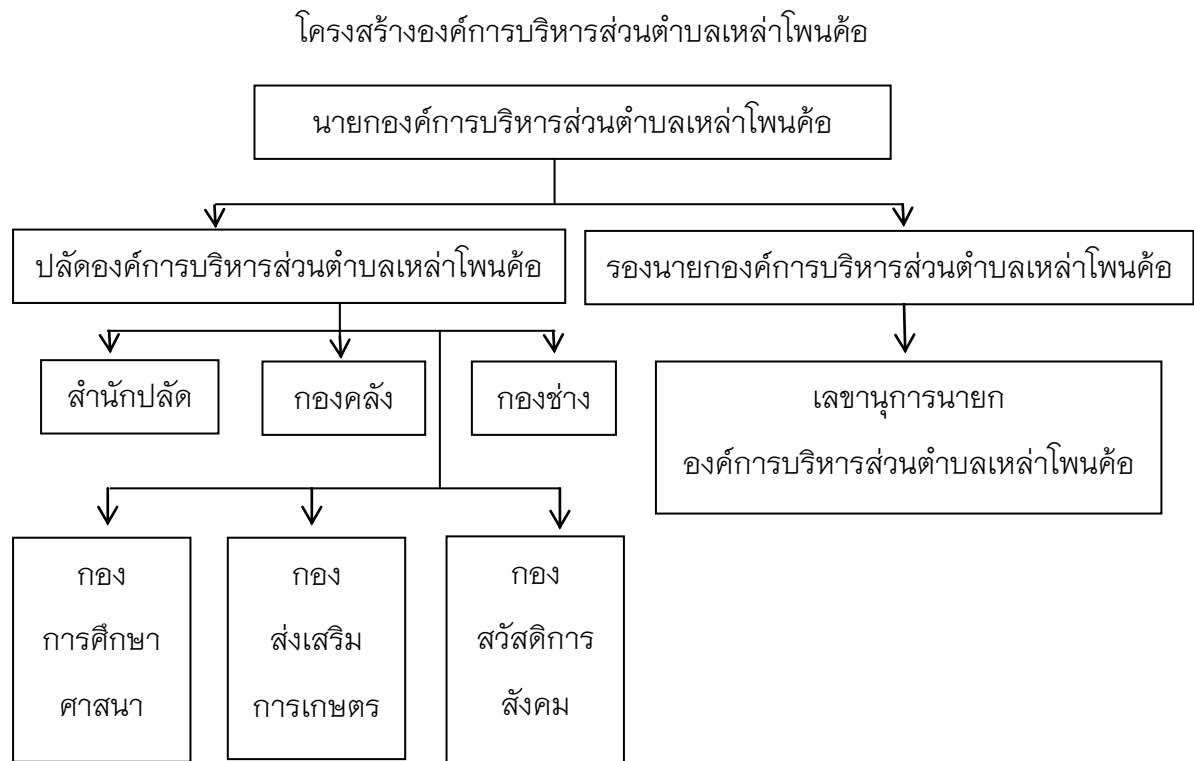 โครงสร้างองค์การบริหารส่วนตำบลเหล่าโพนค้อ
นายกองค์การบริหารส่วนตำบลเหล่าโพนค้อ
ปลัดองค์การบริหารส่วนตำบลเหล่าโพนค้อ
รองนายกองค์การบริหารส่วนตำบลเหล่าโพนค้อ
สำนักปลัด
กองคลัง
กองช่าง
เลขานุการนายก
องค์การบริหารส่วนตำบลเหล่าโพนค้อ
กอง
การศึกษา
ศาสนา
กอง
ส่งเสริม
การเกษตร
กอง
สวัสดิการ
สังคม